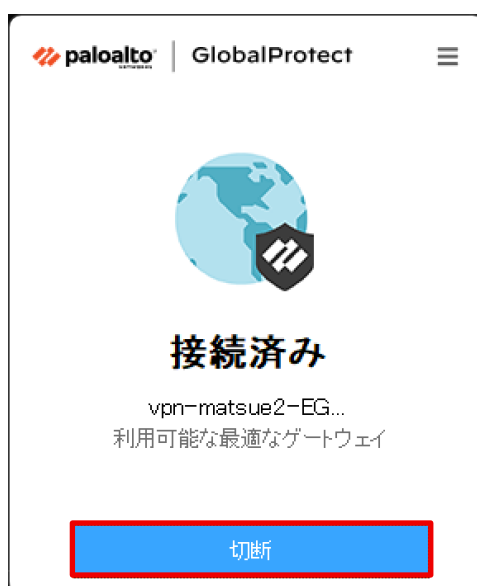 paloalto NETWORKS GlobalProtect
接続済み
vpn-matsue2-EG...
利用可能な最適なゲートウェイ
切断